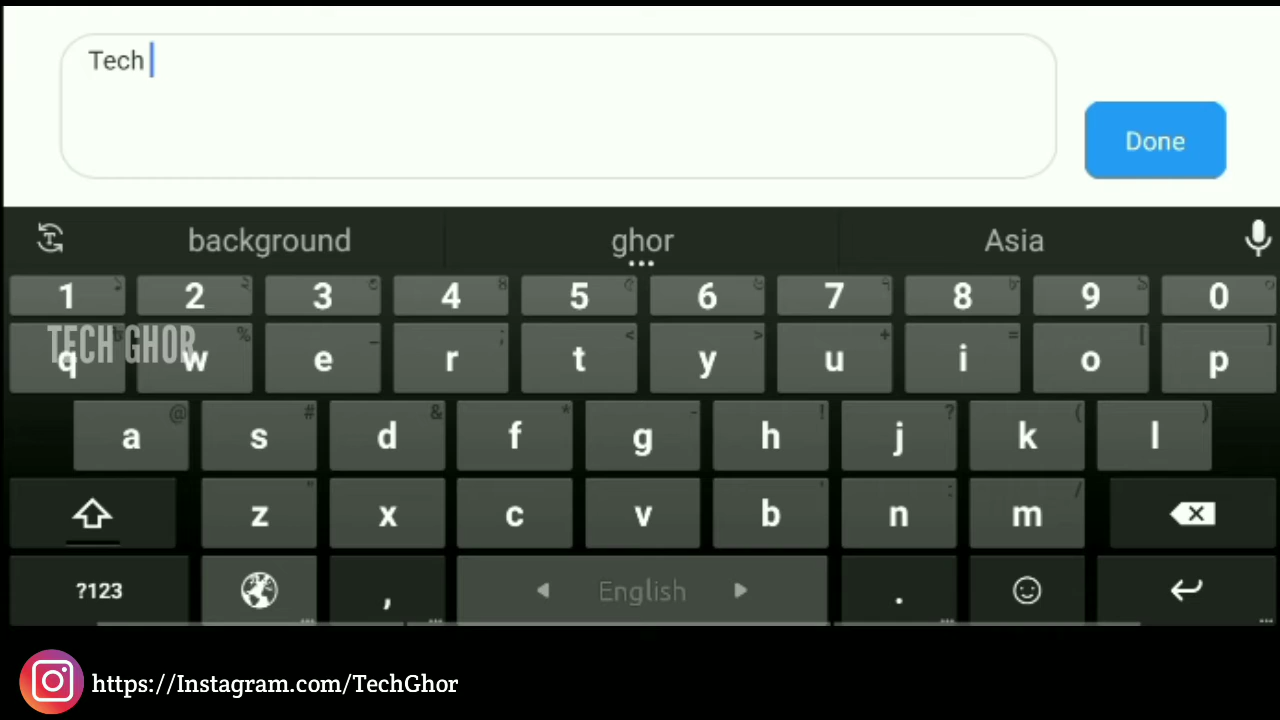 Tech
Done
background ghor Asia
1 2 3 4 5 6 7 8 9 0
TECH GHOR
q w e r t y u i o p
% _ ; < > + = [ ]
@ # & * - ! ? ( )
a s d f g h j k l
z x c v b n m
?123 , English .
https://Instagram.com/TechGhor